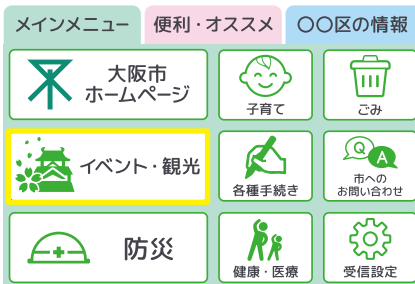 メインメニュー
便利・オススメ
〇〇区の情報
大阪市
ホームページ
子育て
ごみ
イベント・観光
各種手続き
Q
A
市への
お問い合わせ
防災
健康・医療
受信設定